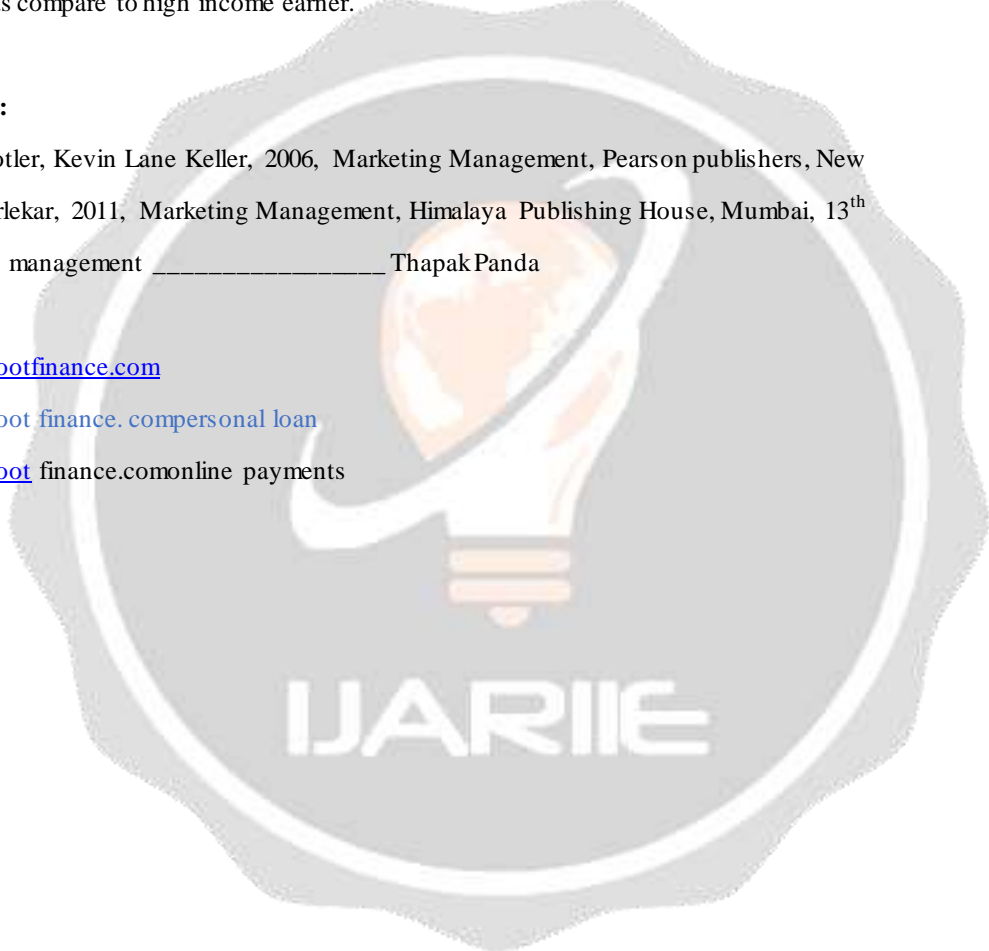 s compare to high income earner.
:
otler, Kevin Lane Keller, 2006, Marketing Management, Pearson publishers, New
rlekar, 2011, Marketing Management, Himalaya Publishing House, Mumbai, 13th
management _________________ Thapak Panda
ootfinance.com
oot finance. compersonal loan
oot finance.comonline payments
IJARIIE